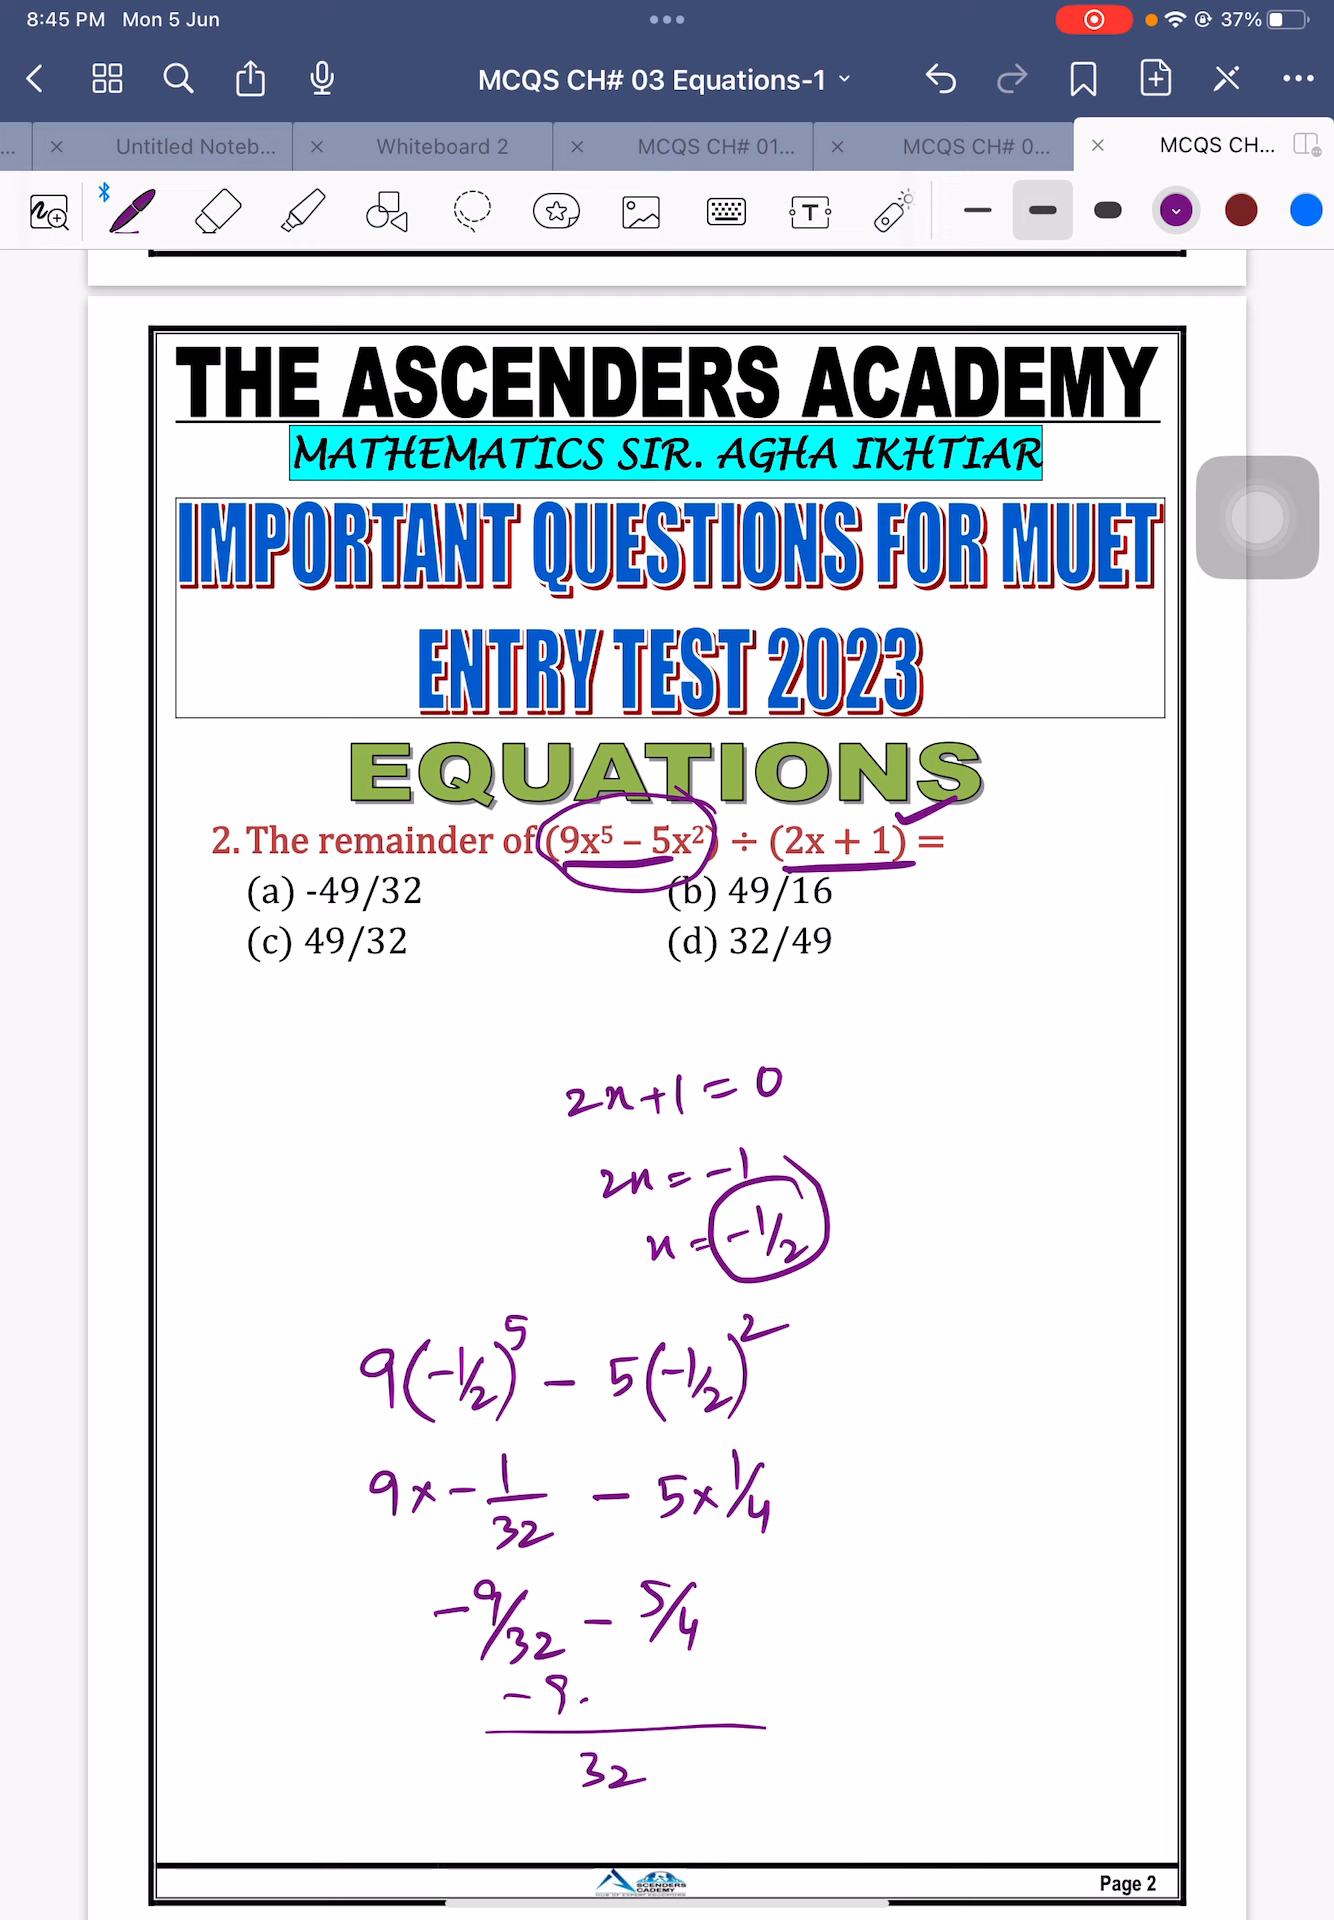 8:45 PM Mon 5 Jun
37%
MCQS CH# 03 Equations-1
Untitled Noteb...
Whiteboard 2
MCQS CH# 01...
MCQS CH# 0...
MCQS CH...
THE ASCENDERS ACADEMY
MATHEMATICS SIR. AGHA IKHTIAR
IMPORTANT QUESTIONS FOR MUET
ENTRY TEST 2023
EQUATIONS
2. The remainder of (9x⁵ – 5x²) ÷ (2x + 1) =
(a) -49/32 (b) 49/16
(c) 49/32 (d) 32/49
2x+1 = 0
2x = -1
x = -1/2
9(-1/2)⁵ - 5(-1/2)²
9x - 1/32 - 5x1/4
-9/32 - 5/4
-9.
32
ASCENDERS
ACADEMY
Page 2